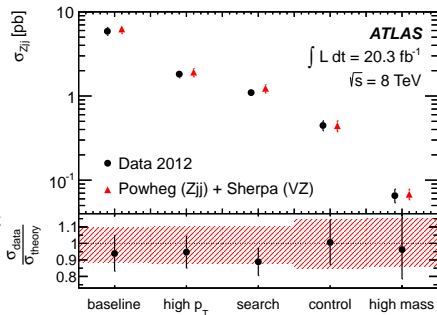 σ_Zjj [pb]
10
1
10⁻¹
ATLAS
∫ L dt = 20.3 fb⁻¹
√s = 8 TeV
Data 2012
Powheg (Zjj) + Sherpa (VZ)
σ_data
σ_theory
1.1
1
0.9
0.8
baseline high p_T search control high mass